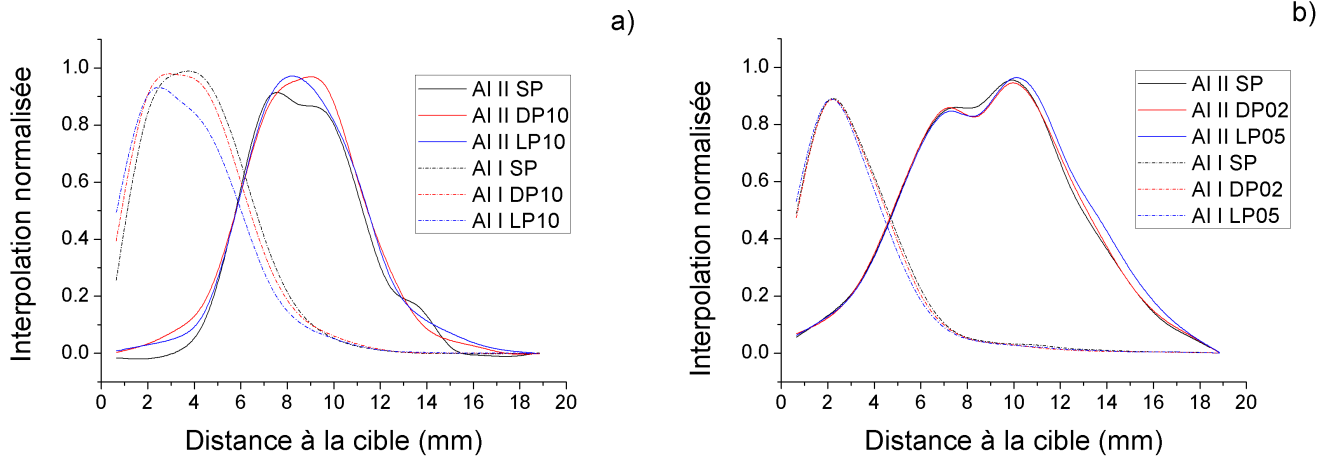 a)
Interpolation normalisée
1.0
0.8
0.6
0.4
0.2
0.0
0 2 4 6 8 10 12 14 16 18 20
Distance à la cible (mm)
Al II SP
Al II DP10
Al II LP10
Al I SP
Al I DP10
Al I LP10
b)
Interpolation normalisée
1.0
0.8
0.6
0.4
0.2
0.0
0 2 4 6 8 10 12 14 16 18 20
Distance à la cible (mm)
Al II SP
Al II DP02
Al II LP05
Al I SP
Al I DP02
Al I LP05